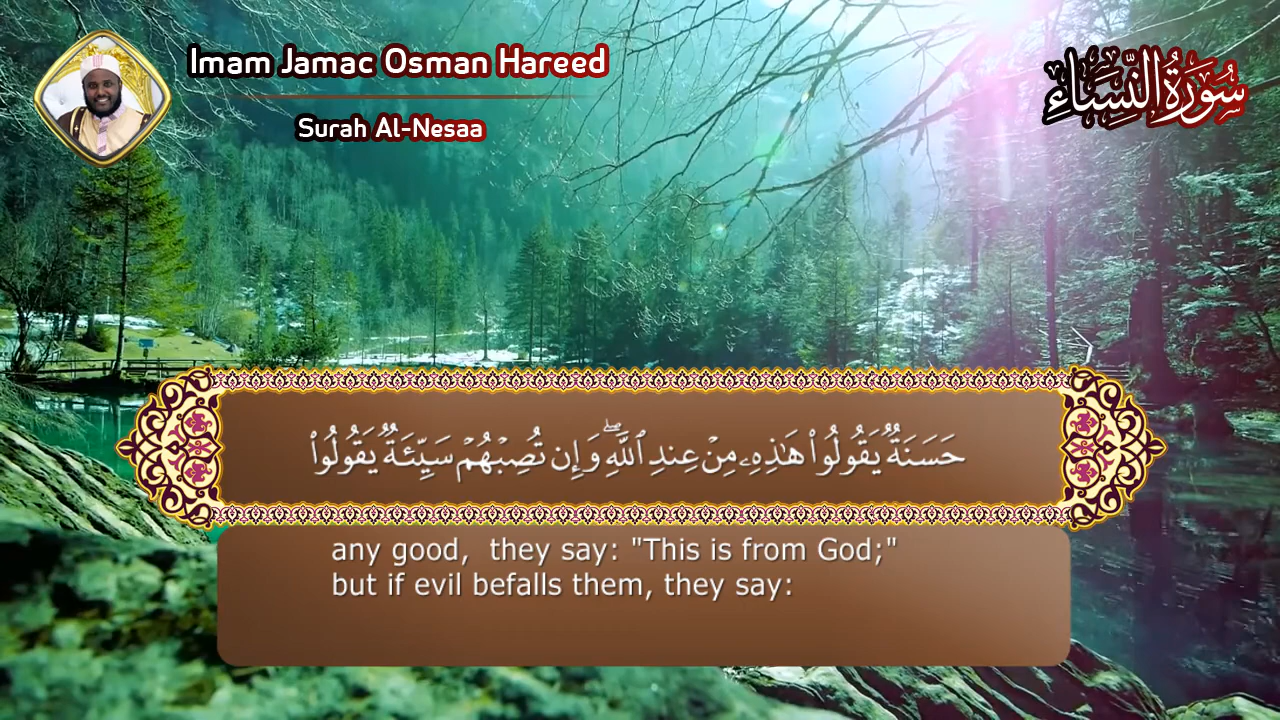 Imam Jamac Osman Hareed
Surah Al-Nesaa
سُورَةُ النِّسَاءِ
حَسَنَةٌ يَقُولُوا۟ هَـٰذِهِۦ مِنْ عِندِ ٱللَّهِ ۖ وَإِن تُصِبْهُمْ سَيِّئَةٌ يَقُولُوا۟
any good,  they say: "This is from God;"
but if evil befalls them, they say: